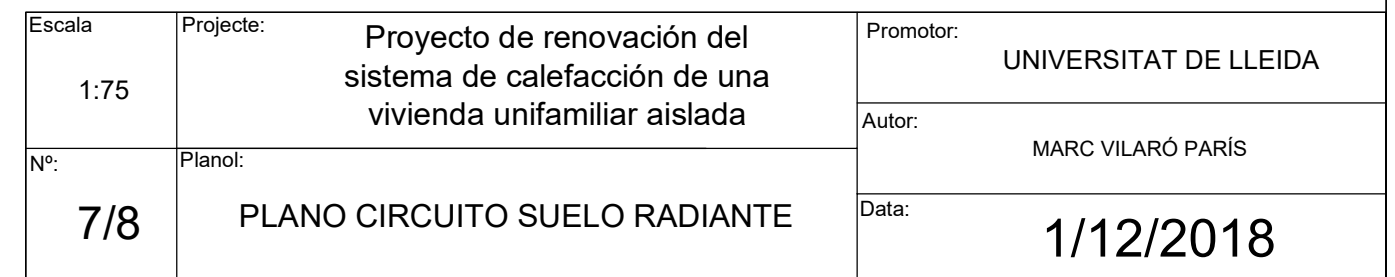 Escala
1:75
Projecte:
Proyecto de renovación del
sistema de calefacción de una
vivienda unifamiliar aislada
Promotor:
UNIVERSITAT DE LLEIDA
Autor:
MARC VILARÓ PARÍS
Nº:
7/8
Planol:
PLANO CIRCUITO SUELO RADIANTE
Data:
1/12/2018